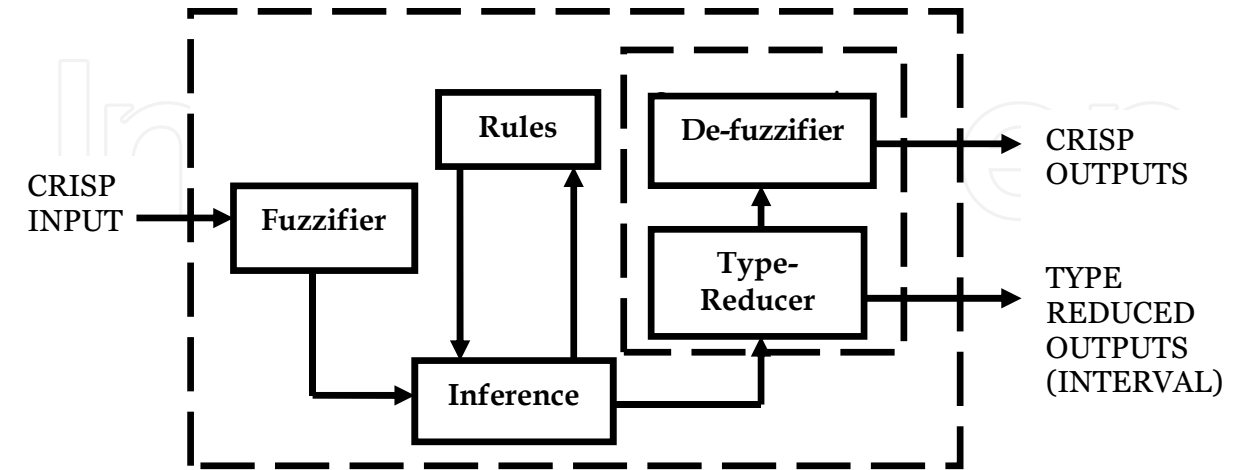 CRISP
INPUT
Fuzzifier
Rules
Inference
De-fuzzifier
Type-
Reducer
CRISP
OUTPUTS
TYPE
REDUCED
OUTPUTS
(INTERVAL)